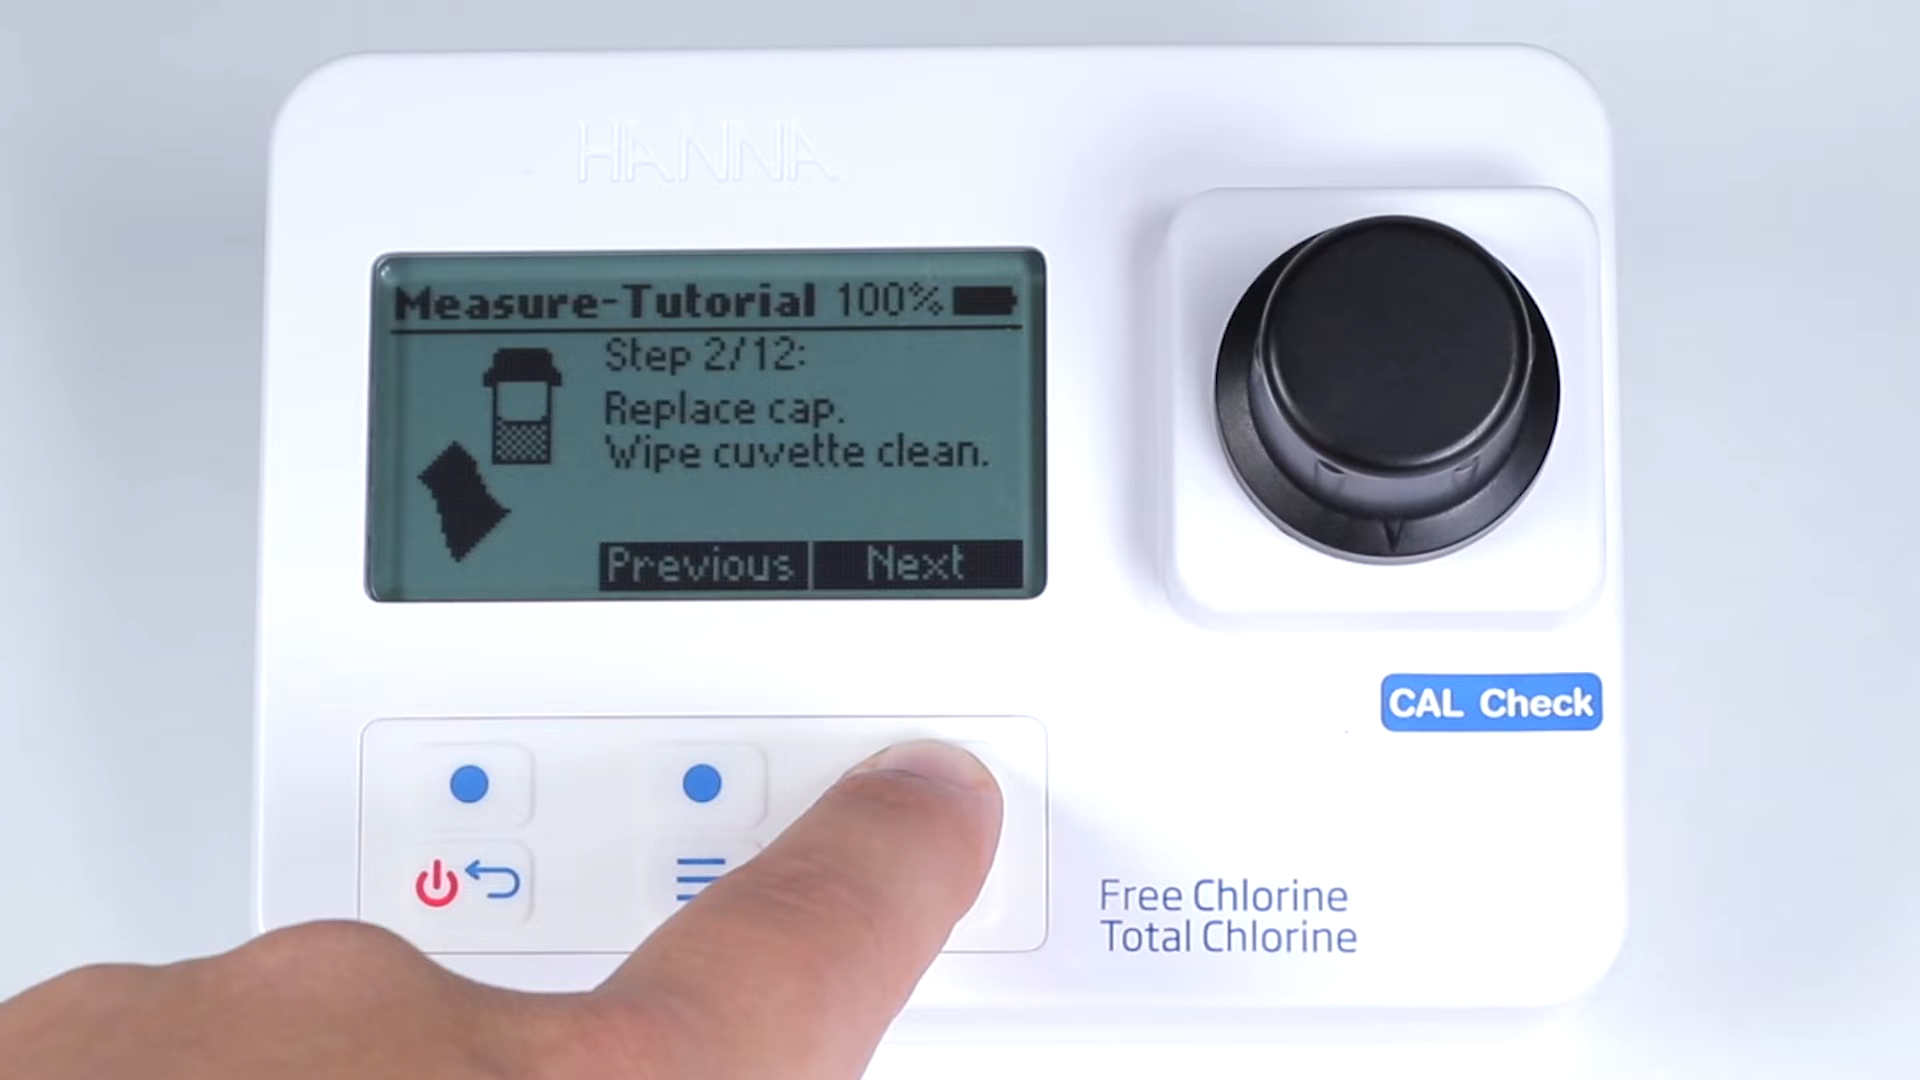 HANNA
Measure-Tutorial 100%
Step 2/12:
Replace cap.
Wipe cuvette clean.
Previous Next
CAL Check
Free Chlorine
Total Chlorine